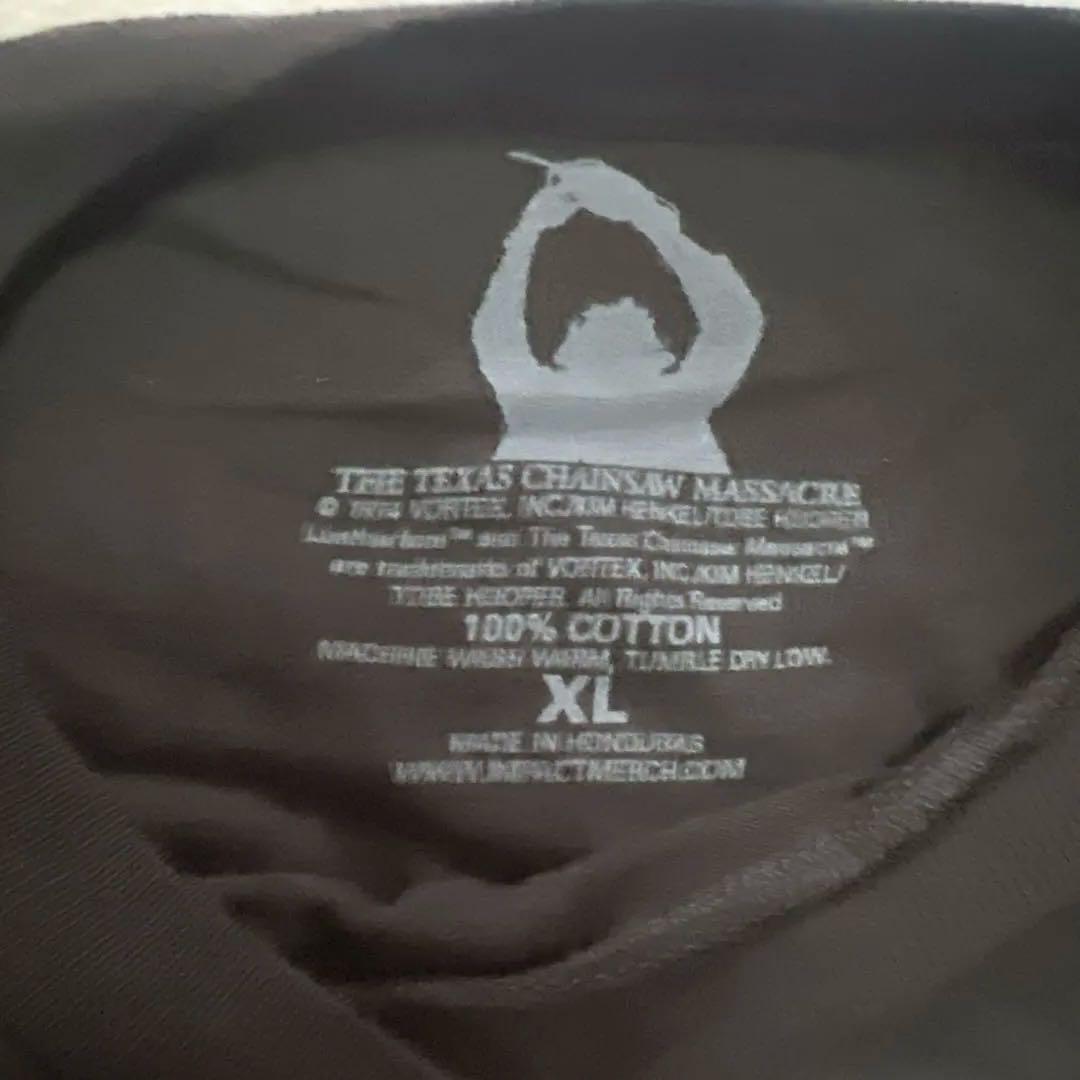 THE TEXAS CHAINSAW MASSACRE
© 1974 VORTEX, INC/KIM HENKEL/TOBE HOOPER
Leatherface™ and The Texas Chainsaw Massacre™
are trademarks of VORTEX, INC/KIM HENKEL/
TOBE HOOPER. All Rights Reserved
100% COTTON
MACHINE WASH WARM, TUMBLE DRY LOW.
XL
MADE IN HONDURAS
WWW.IMPACTMERCH.COM